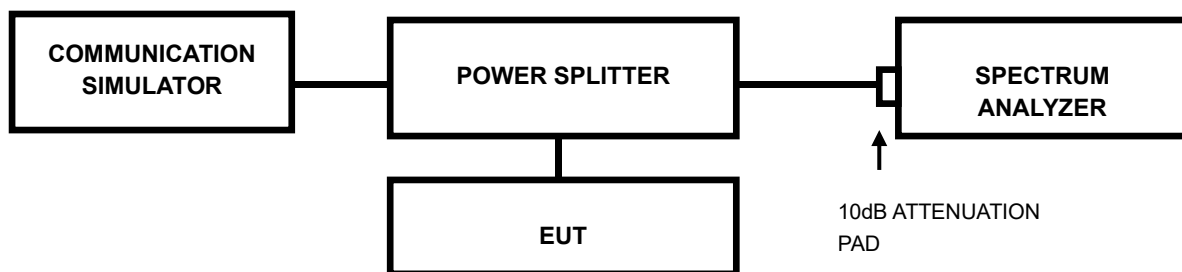 COMMUNICATION
SIMULATOR
POWER SPLITTER
SPECTRUM
ANALYZER
EUT
10dB ATTENUATION
PAD